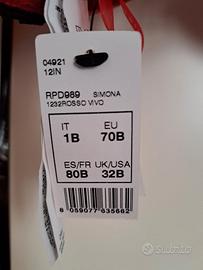 04921
12IN
RPD989 SIMONA
1232ROSSO VIVO
IT EU
1B 70B
ES/FR UK/USA
80B 32B
8 059077 635662
subito